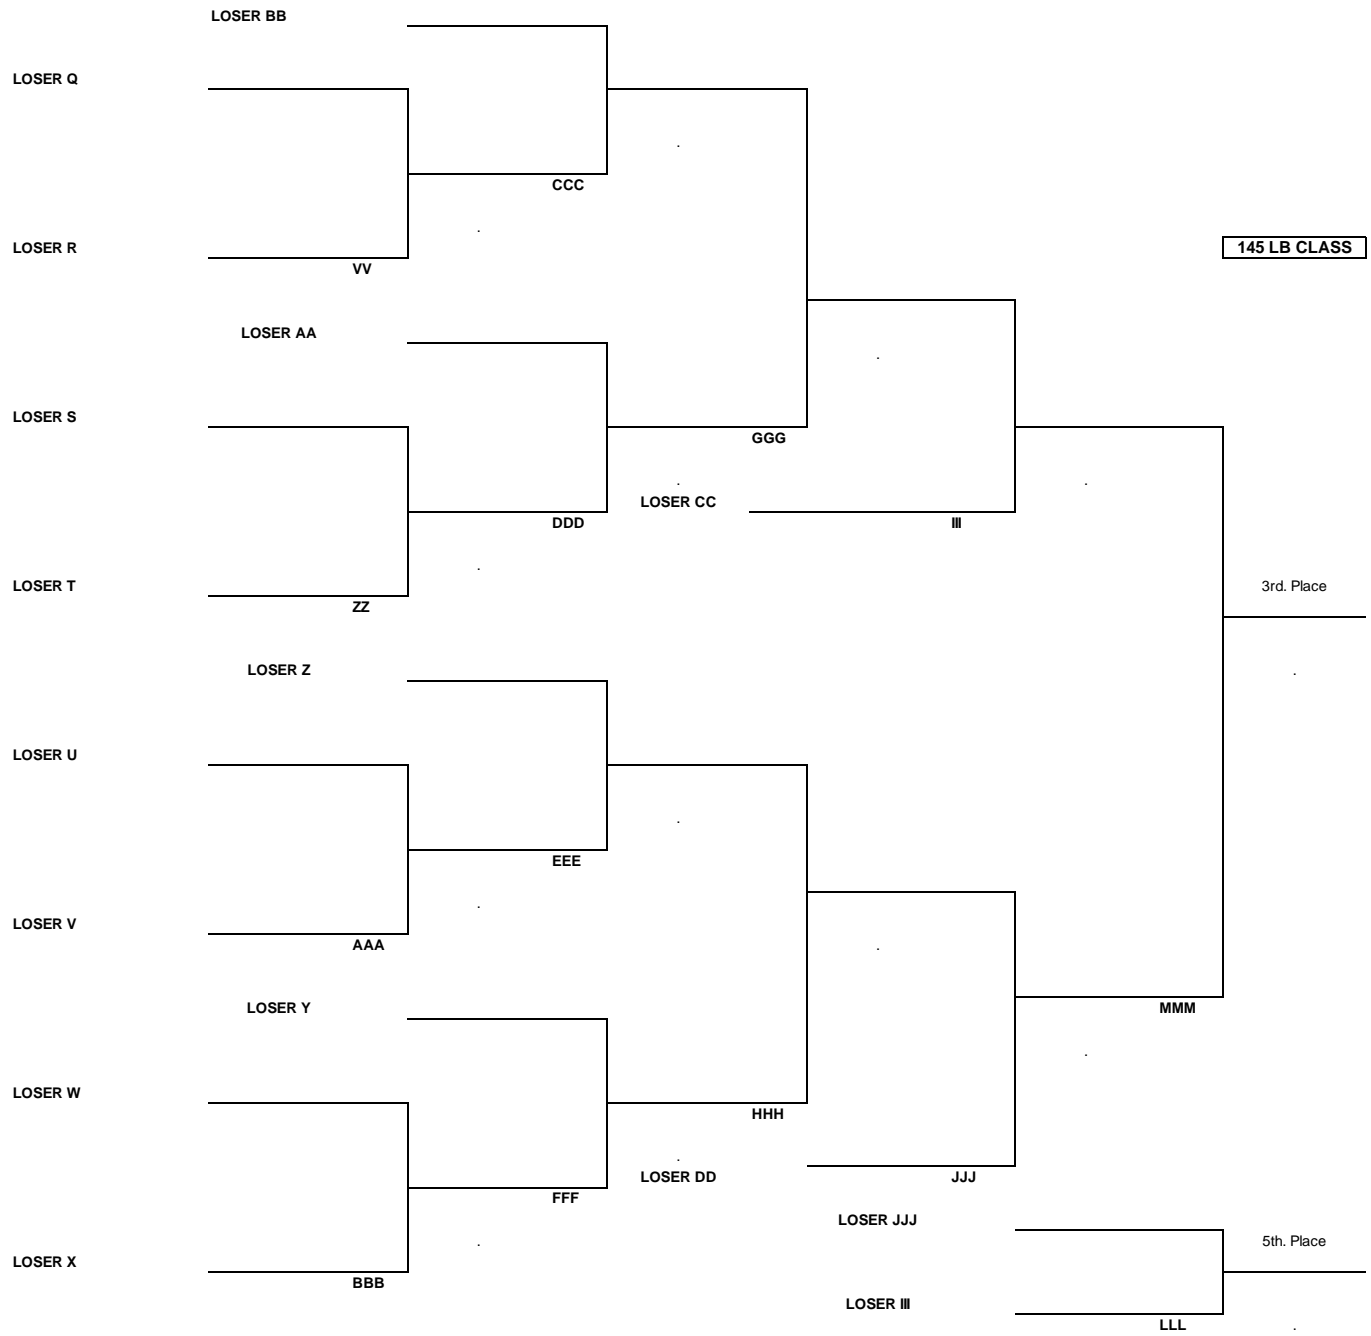 LOSER BB
LOSER Q
CCC
LOSER R
145 LB CLASS
VV
LOSER AA
LOSER S
GGG
LOSER CC
DDD
III
LOSER T
3rd. Place
ZZ
LOSER Z
LOSER U
EEE
LOSER V
AAA
LOSER Y
MMM
LOSER W
HHH
LOSER DD
JJJ
FFF
LOSER JJJ
5th. Place
LOSER X
BBB
LOSER III
LLL